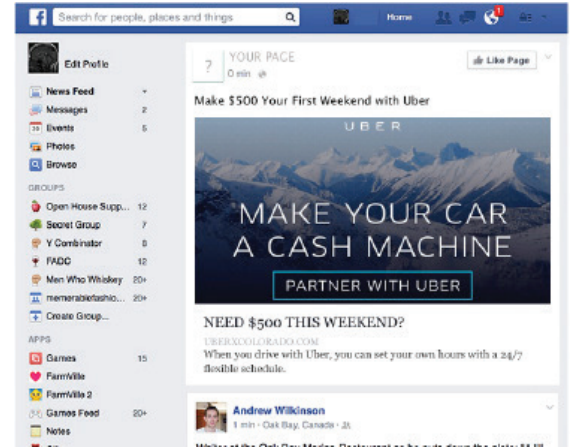 Search for people, places and things
Home
1
Edit Profile
News Feed
Messages 2
Events 5
Photos
Browse
GROUPS
Open House Supp... 12
Secret Group 7
Y Combinator 8
FADC 12
Men Who Whiskey 20+
memerablefashio... 20+
Create Group...
APPS
Games 15
FarmVille
FarmVille 2
Games Feed 20+
Notes
?
YOUR PAGE
0 min
Like Page
Make $500 Your First Weekend with Uber
UBER
MAKE YOUR CAR
A CASH MACHINE
PARTNER WITH UBER
NEED $500 THIS WEEKEND?
UBERXCOLORADO.COM
When you drive with Uber, you can set your own hours with a 24/7
flexible schedule.
Andrew Wilkinson
1 min · Oak Bay, Canada ·